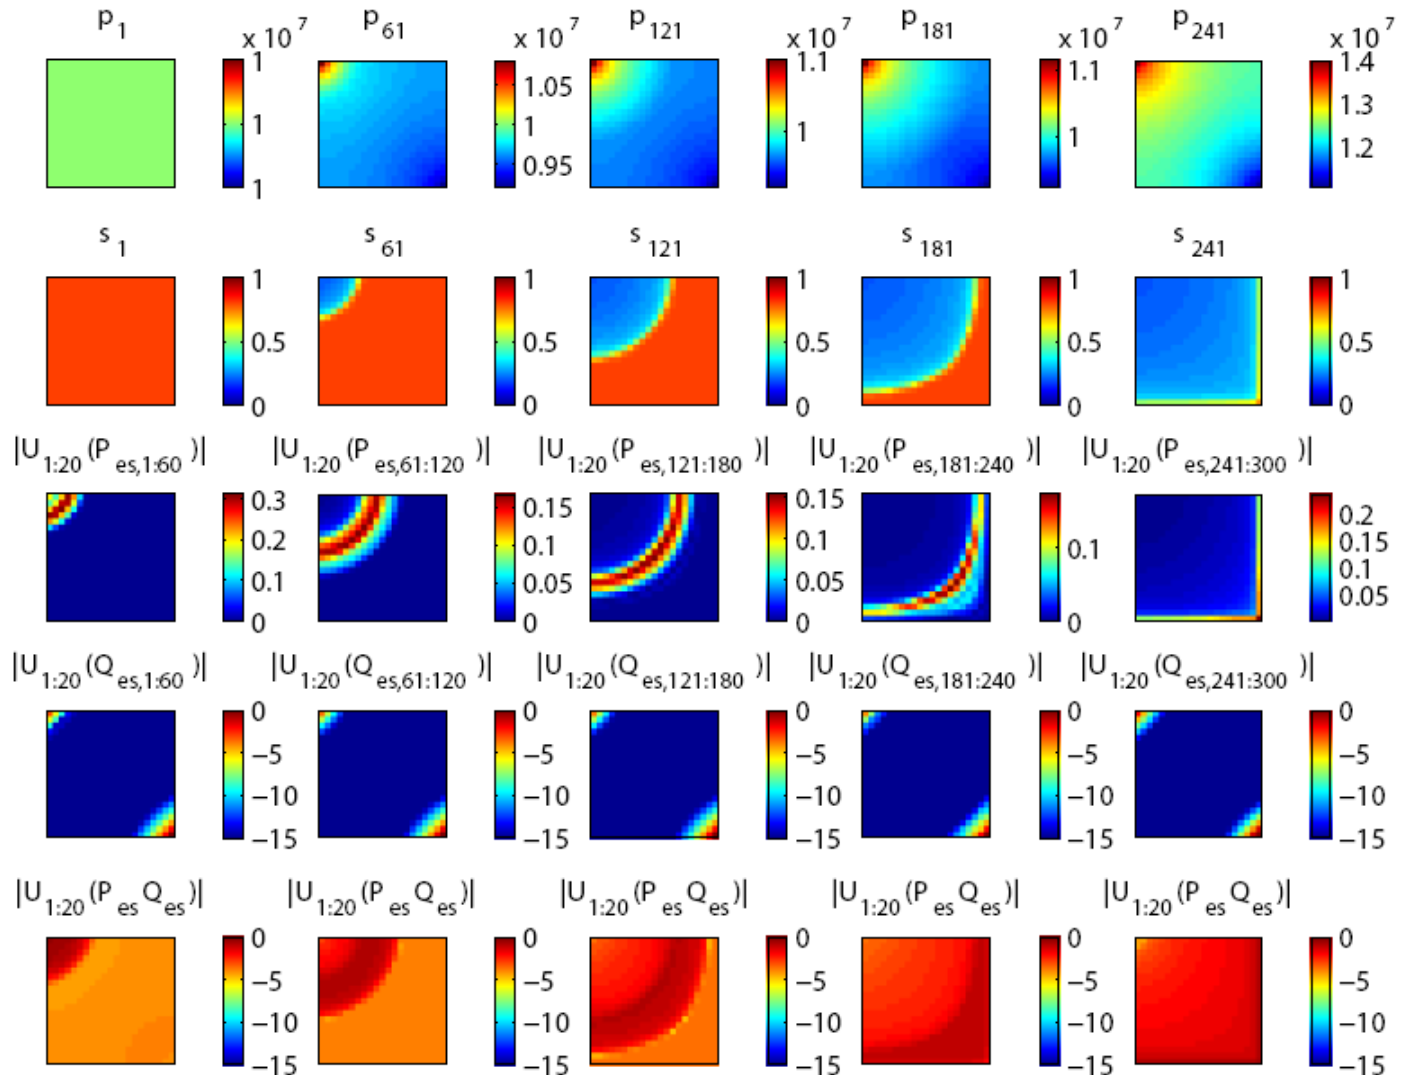 p 1 p 61 p 121 p 181 p 241
x 10 7 x 10 7 x 10 7 x 10 7 x 10 7
1 1 1
1.05 1 0.95
1.1 1
1.1 1
1.4 1.3 1.2
s 1 s 61 s 121 s 181 s 241
1 0.5 0
1 0.5 0
1 0.5 0
1 0.5 0
1 0.5 0
|U 1:20 (P es,1:60 )| |U 1:20 (P es,61:120 )| |U 1:20 (P es,121:180 )| |U 1:20 (P es,181:240 )| |U 1:20 (P es,241:300 )|
0.3 0.2 0.1 0
0.15 0.1 0.05 0
0.15 0.1 0.05 0
0.1 0
0.2 0.15 0.1 0.05
|U 1:20 (Q es,1:60 )| |U 1:20 (Q es,61:120 )| |U 1:20 (Q es,121:180 )| |U 1:20 (Q es,181:240 )| |U 1:20 (Q es,241:300 )|
0 −5 −10 −15
0 −5 −10 −15
0 −5 −10 −15
0 −5 −10 −15
0 −5 −10 −15
|U 1:20 (P es Q es )| |U 1:20 (P es Q es )| |U 1:20 (P es Q es )| |U 1:20 (P es Q es )| |U 1:20 (P es Q es )|
0 −5 −10 −15
0 −5 −10 −15
0 −5 −10 −15
0 −5 −10 −15
0 −5 −10 −15